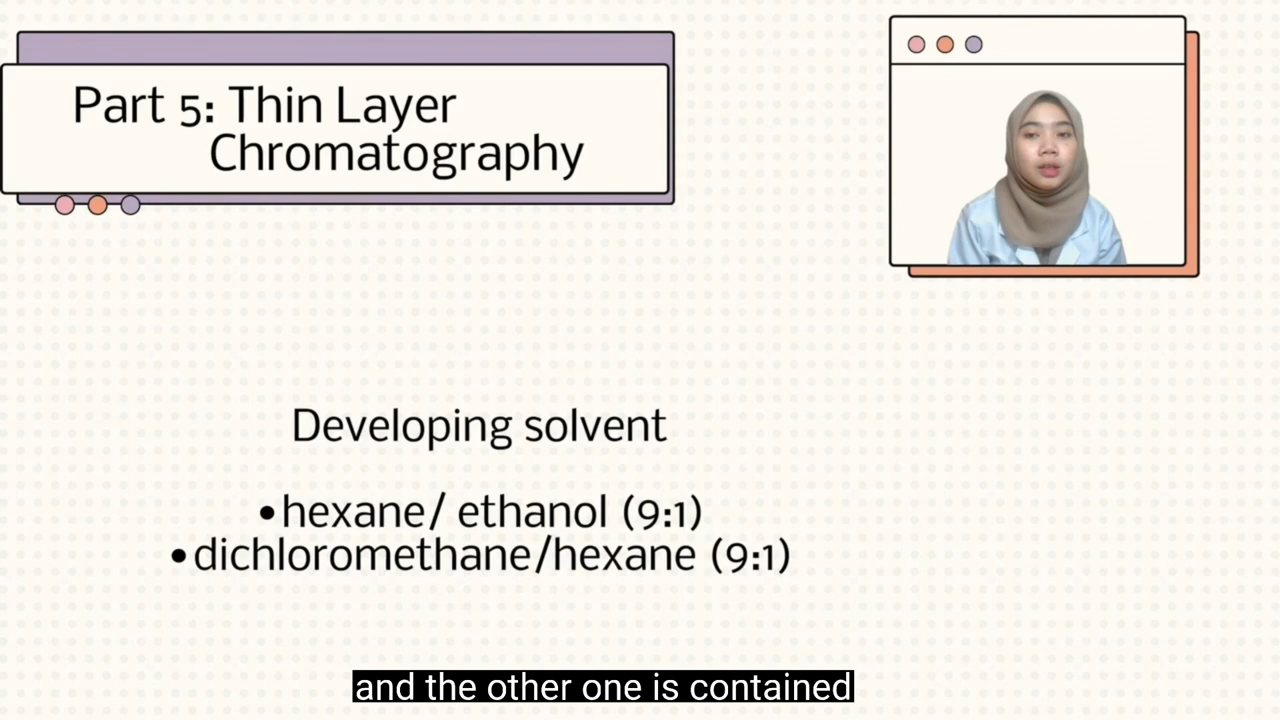 Part 5: Thin Layer
Chromatography
Developing solvent
•hexane/ ethanol (9:1)
•dichloromethane/hexane (9:1)
and the other one is contained